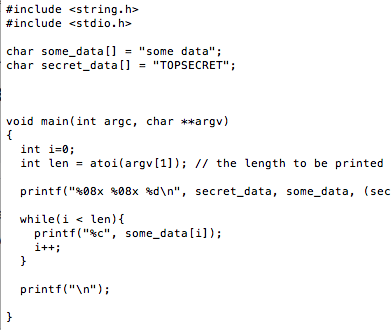 #include <string.h>
#include <stdio.h>
char some_data[] = "some data";
char secret_data[] = "TOPSECRET";
void main(int argc, char **argv)
{
int i=0;
int len = atoi(argv[1]); // the length to be printed
printf("%08x %08x %d\n", secret_data, some_data, (sec
while(i < len){
printf("%c", some_data[i]);
i++;
}
printf("\n");
}